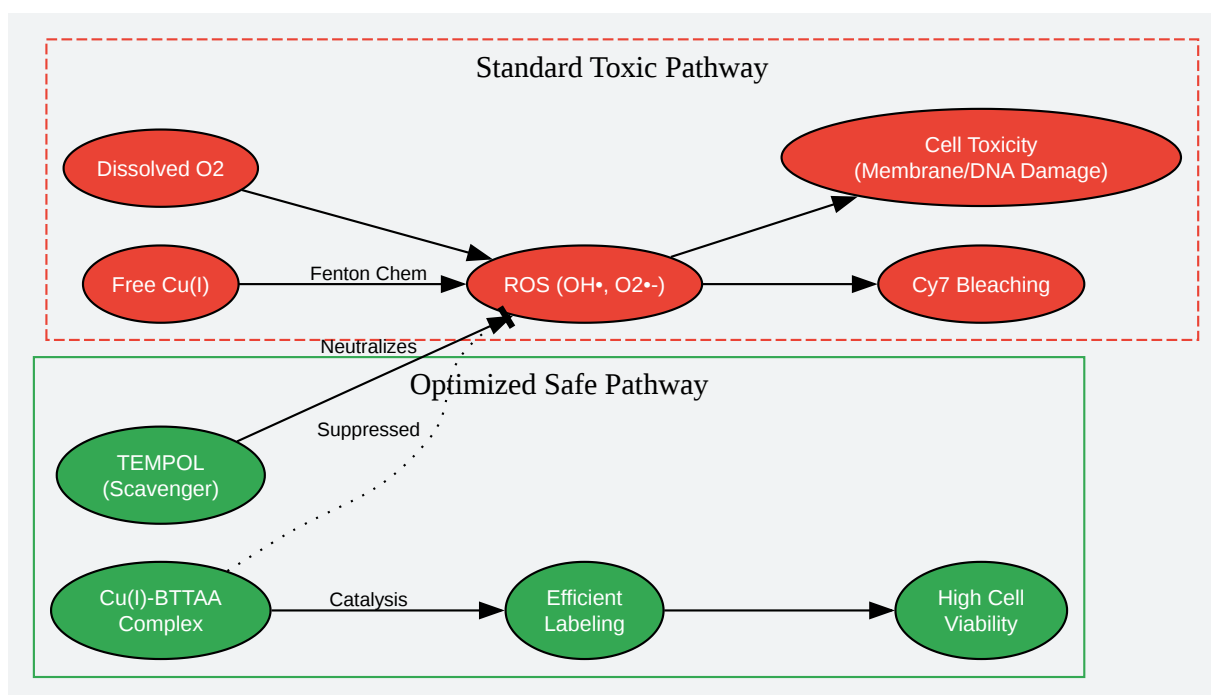 Standard Toxic Pathway
Dissolved O2
Cell Toxicity
(Membrane/DNA Damage)
Free Cu(I)
Fenton Chem
ROS (OH•, O2•-)
Cy7 Bleaching
Neutralizes
Optimized Safe Pathway
Suppressed
TEMPOL
(Scavenger)
Cu(I)-BTTAA
Complex
Catalysis
Efficient
Labeling
High Cell
Viability